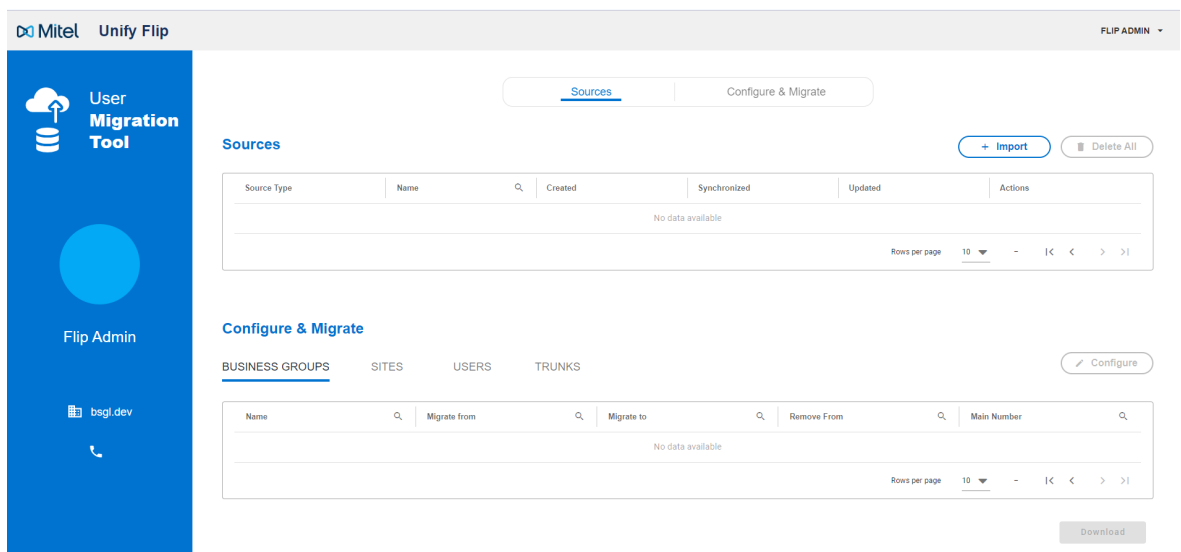 Mitel Unify Flip
FLIP ADMIN
User
Migration
Tool
Sources Configure & Migrate
Sources
+ Import Delete All
Source Type Name Created Synchronized Updated Actions
No data available
Rows per page 10 -
Flip Admin
Configure & Migrate
BUSINESS GROUPS SITES USERS TRUNKS
Configure
bsgl.dev
Name Migrate from Migrate to Remove From Main Number
No data available
Rows per page 10 -
Download